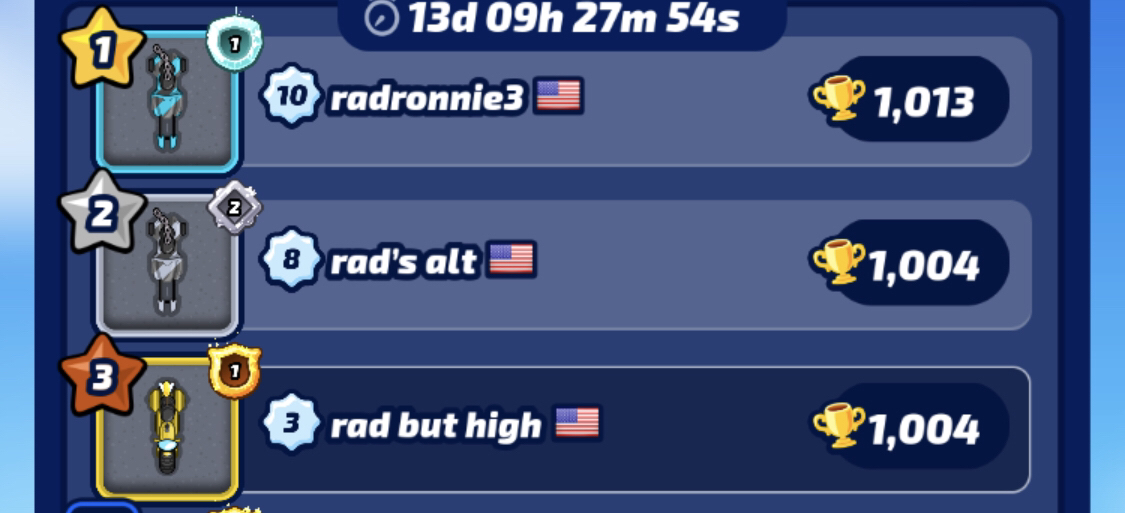 13d 09h 27m 54s
1 1 10 radronnie3 1,013
2 2 8 rad's alt 1,004
3 1 3 rad but high 1,004